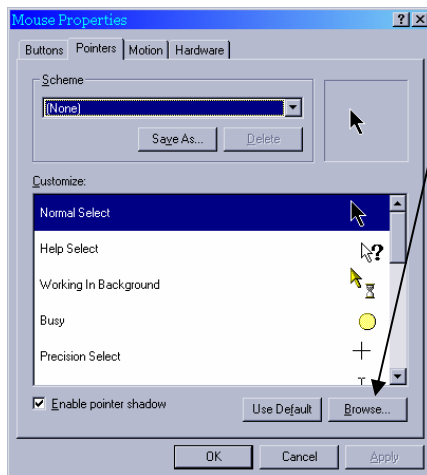 Mouse Properties
Buttons Pointers Motion Hardware
Scheme
(None)
Save As... Delete
Customize:
Normal Select
Help Select
Working In Background
Busy
Precision Select
Enable pointer shadow
Use Default Browse...
OK Cancel Apply